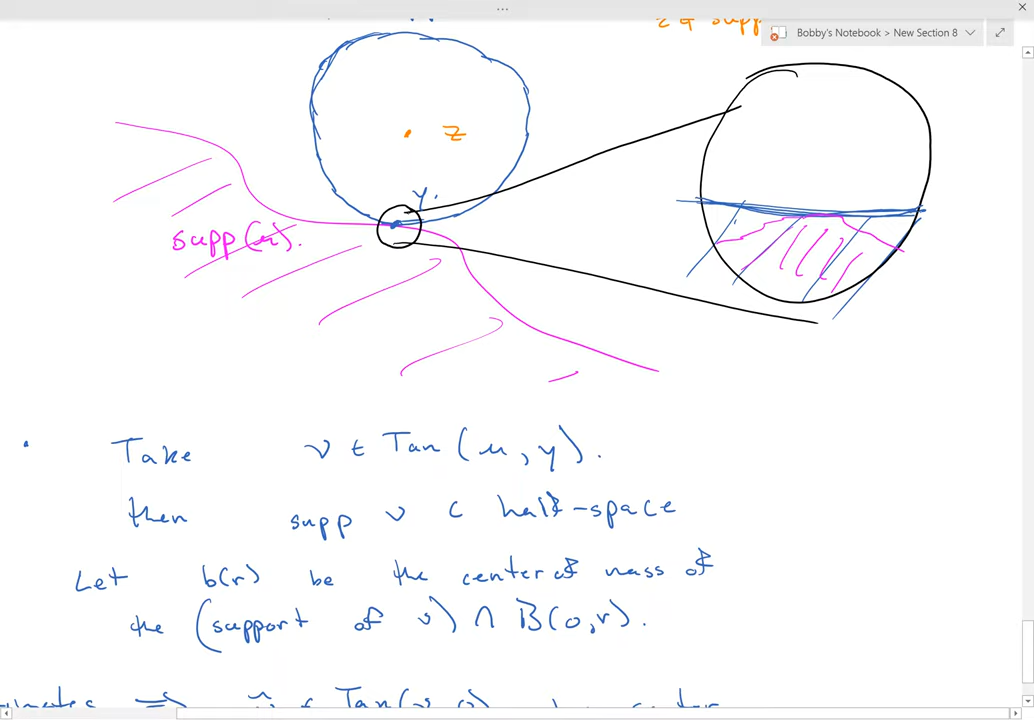 z & supp
Bobby's Notebook > New Section 8
z
y.
supp(μ).
Take ν ∈ Tan(μ, y).
then supp ν ⊂ half-space
Let b(r) be the center of mass of
the (support of ν) ∩ B(0,r).